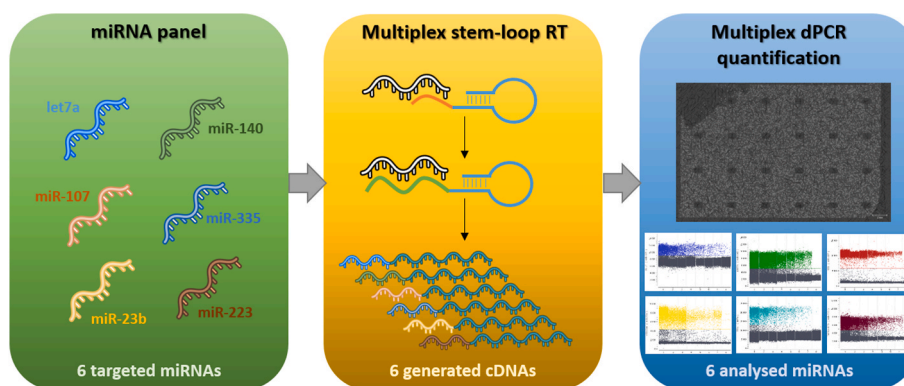 miRNA panel
let7a
miR-140
miR-107
miR-335
miR-23b
miR-223
6 targeted miRNAs
Multiplex stem-loop RT
6 generated cDNAs
Multiplex dPCR
quantification
6 analysed miRNAs